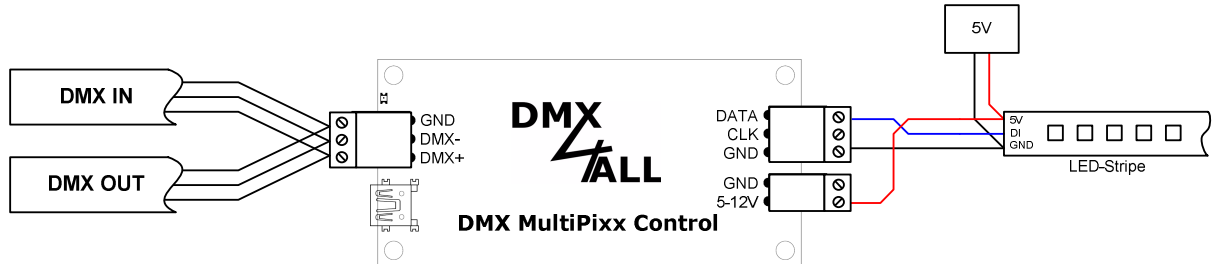 DMX IN
DMX OUT
GND
DMX-
DMX+
DMX
4
ALL
DMX MultiPixx Control
DATA
CLK
GND
GND
5-12V
5V
5V
DI
GND
LED-Stripe